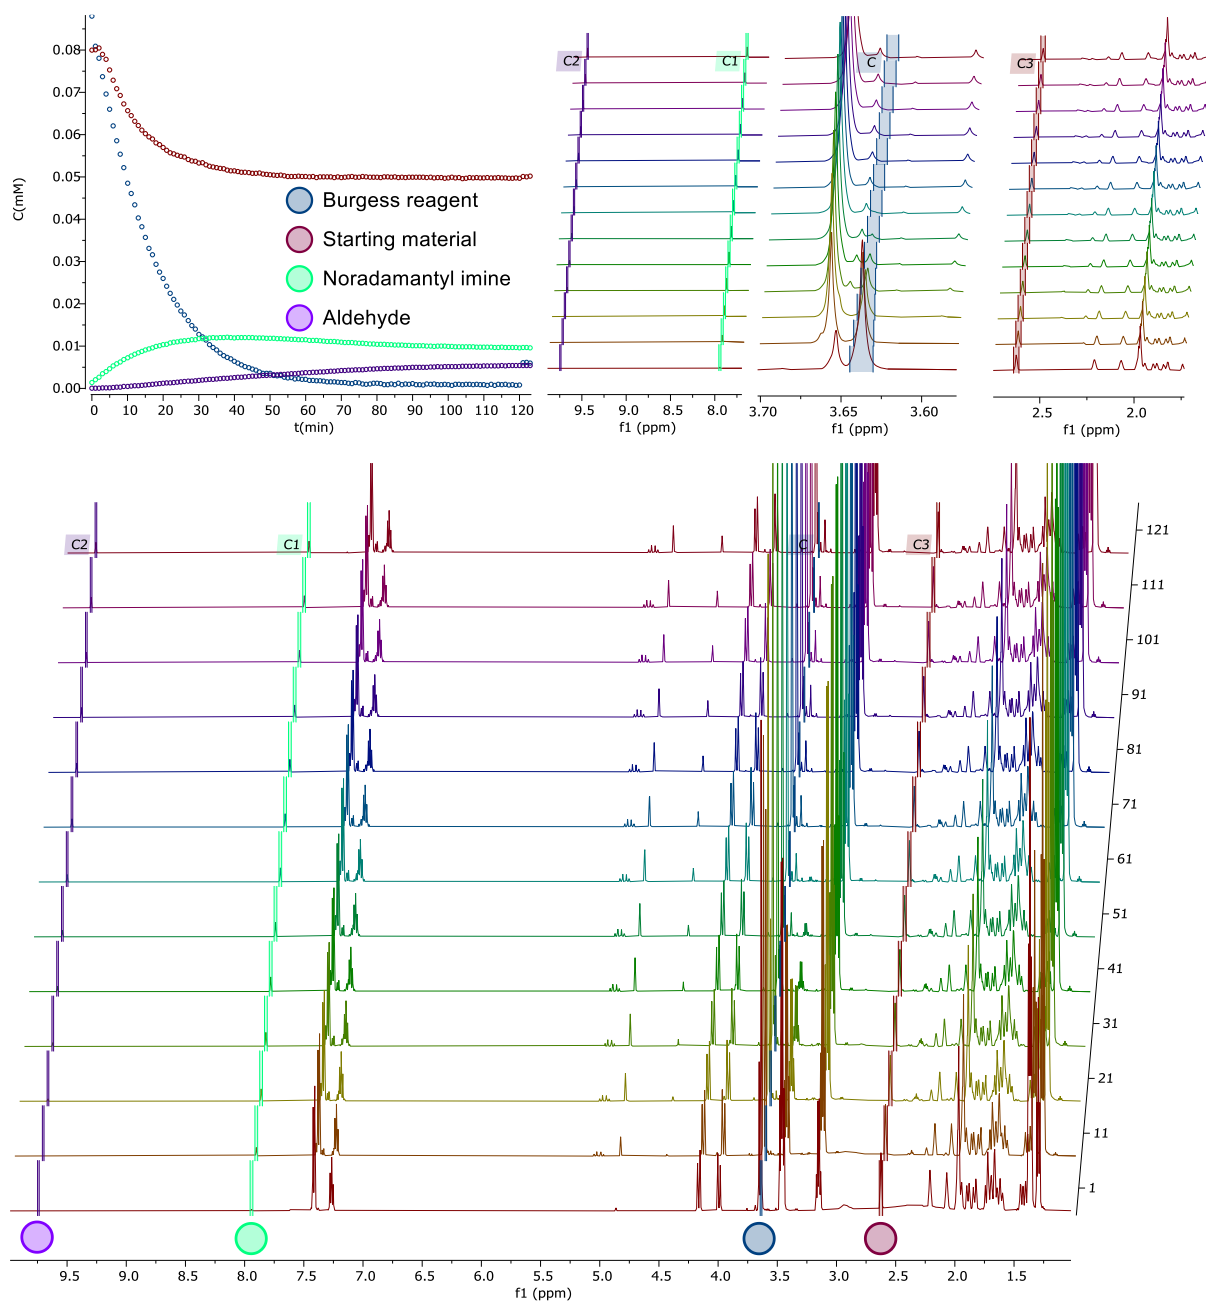 0.08
0.07
0.06
0.05
0.04
0.03
0.02
0.01
0.00
C(mM)
0 10 20 30 40 50 60 70 80 90 100 110 120
t(min)
Burgess reagent
Starting material
Noradamantyl imine
Aldehyde
C2
C1
9.5 9.0 8.5 8.0
f1 (ppm)
C
3.70 3.65 3.60
f1 (ppm)
C3
2.5 2.0
f1 (ppm)
C2
C1
C
C3
121
111
101
91
81
71
61
51
41
31
21
11
1
9.5 9.0 8.5 8.0 7.5 7.0 6.5 6.0 5.5 5.0 4.5 4.0 3.5 3.0 2.5 2.0 1.5
f1 (ppm)